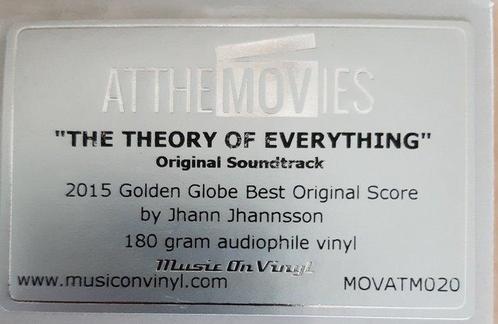 ATTHEMOVIES
"THE THEORY OF EVERYTHING"
Original Soundtrack
2015 Golden Globe Best Original Score
by Jhann Jhannsson
180 gram audiophile vinyl
Music On Vinyl
www.musiconvinyl.com MOVATM020